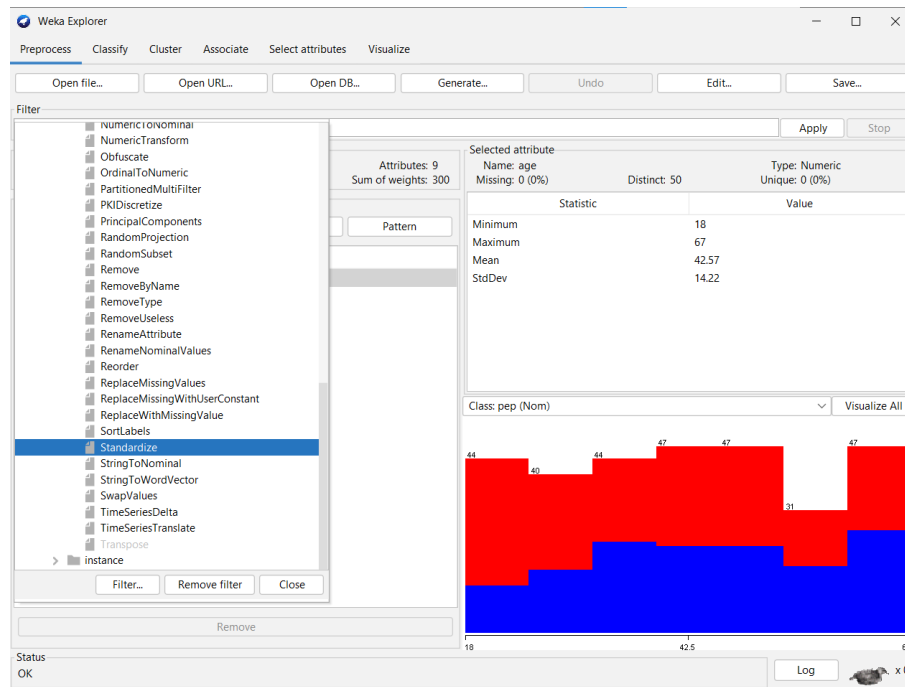 Weka Explorer
Preprocess Classify Cluster Associate Select attributes Visualize
Open file... Open URL... Open DB... Generate... Undo Edit... Save...
Filter
Apply Stop
NumericToNominal
NumericTransform
Obfuscate
OrdinalToNumeric
PartitionedMultiFilter
PKIDiscretize
PrincipalComponents
RandomProjection
RandomSubset
Remove
RemoveByName
RemoveType
RemoveUseless
RenameAttribute
RenameNominalValues
Reorder
ReplaceMissingValues
ReplaceMissingWithUserConstant
ReplaceWithMissingValue
SortLabels
Standardize
StringToNominal
StringToWordVector
SwapValues
TimeSeriesDelta
TimeSeriesTranslate
Transpose
instance
Filter... Remove filter Close
Attributes: 9
Sum of weights: 300
Pattern
Remove
Selected attribute
Name: age Type: Numeric
Missing: 0 (0%) Distinct: 50 Unique: 0 (0%)
Statistic Value
Minimum 18
Maximum 67
Mean 42.57
StdDev 14.22
Class: pep (Nom) Visualize All
44 40 44 47 47 31 47
18 42.5
Status
OK
Log x